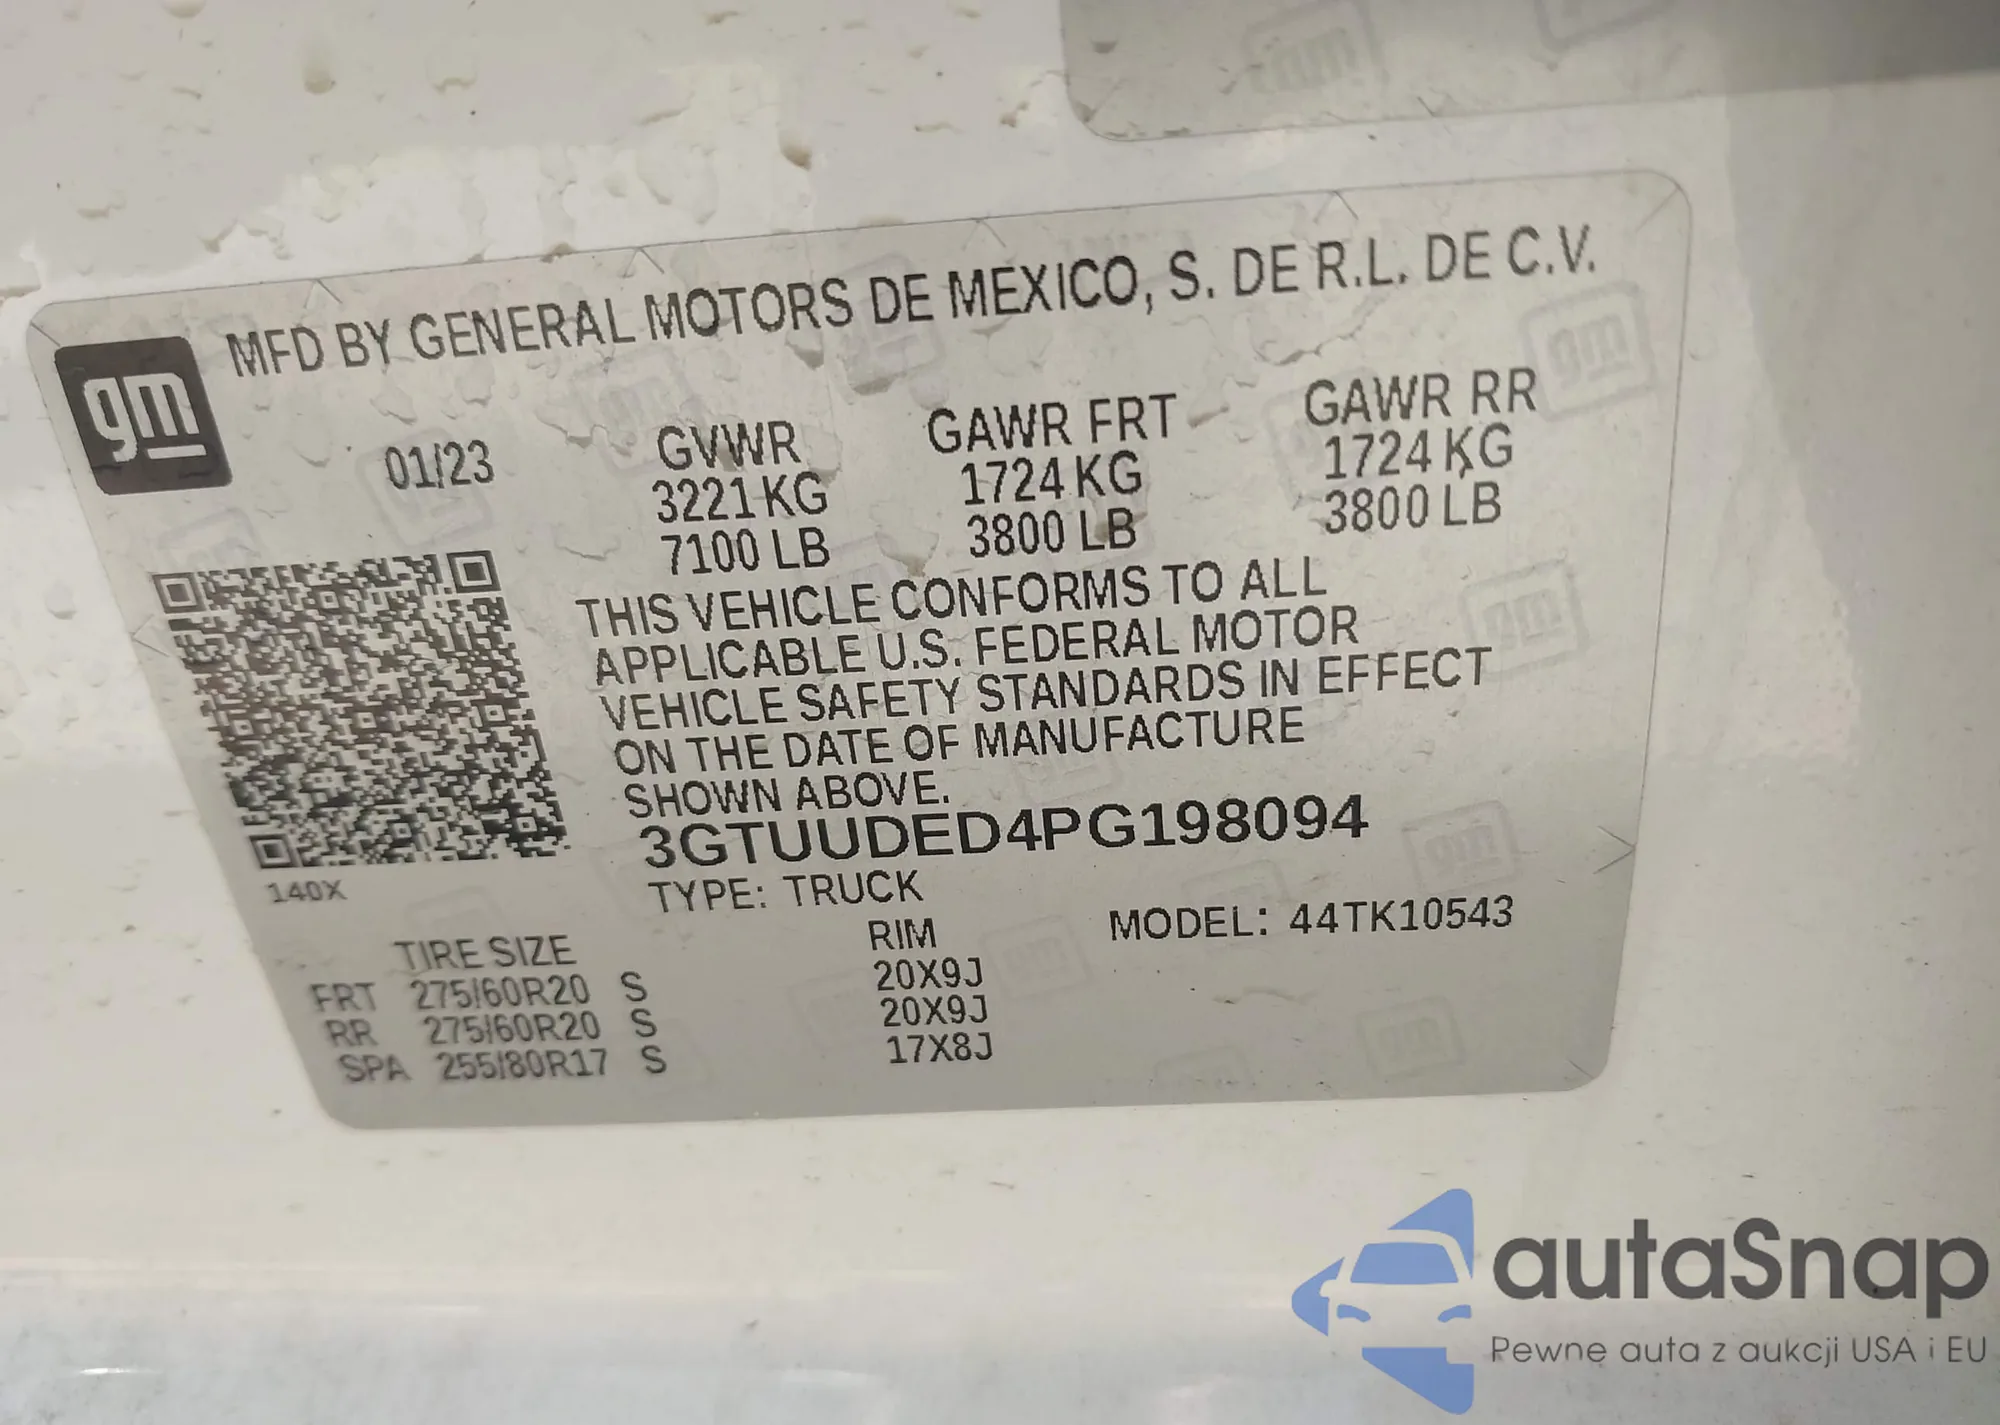 MFD BY GENERAL MOTORS DE MEXICO, S. DE R.L. DE C.V.
gm
01/23
GVWR GAWR FRT GAWR RR
3221 KG 1724 KG 1724 KG
7100 LB 3800 LB 3800 LB
THIS VEHICLE CONFORMS TO ALL
APPLICABLE U.S. FEDERAL MOTOR
VEHICLE SAFETY STANDARDS IN EFFECT
ON THE DATE OF MANUFACTURE
SHOWN ABOVE.
3GTUUDED4PG198094
140X
TYPE: TRUCK
MODEL: 44TK10543
TIRE SIZE RIM
FRT 275/60R20 S 20X9J
RR 275/60R20 S 20X9J
SPA 255/80R17 S 17X8J
autaSnap
Pewne auta z aukcji USA i EU